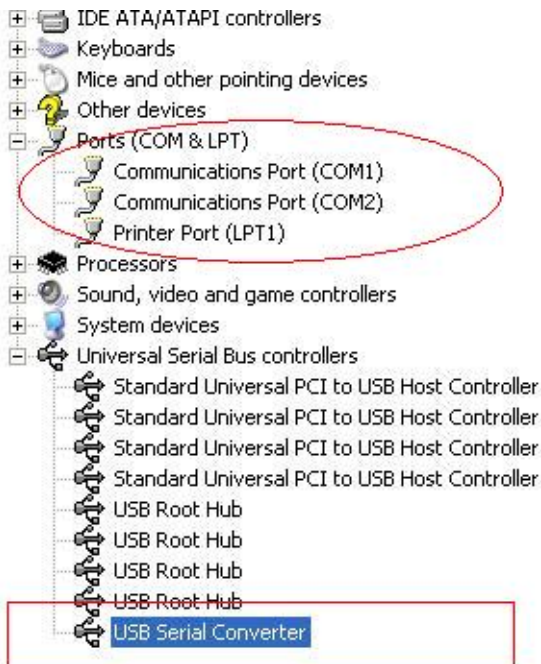 IDE ATA/ATAPI controllers
Keyboards
Mice and other pointing devices
Other devices
Ports (COM & LPT)
Communications Port (COM1)
Communications Port (COM2)
Printer Port (LPT1)
Processors
Sound, video and game controllers
System devices
Universal Serial Bus controllers
Standard Universal PCI to USB Host Controller
Standard Universal PCI to USB Host Controller
Standard Universal PCI to USB Host Controller
Standard Universal PCI to USB Host Controller
USB Root Hub
USB Root Hub
USB Root Hub
USB Root Hub
USB Serial Converter